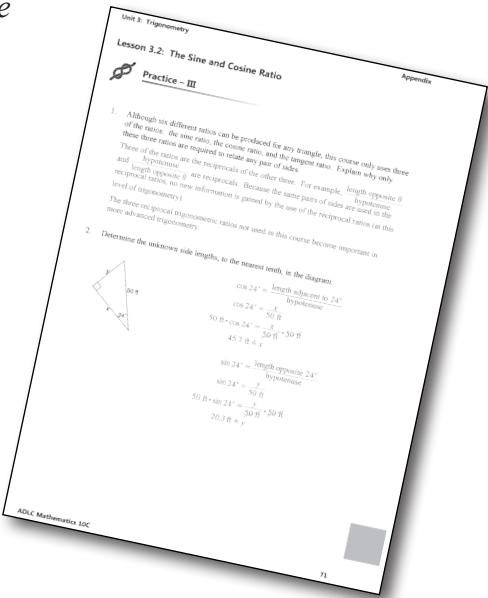 e
Unit 3: Trigonometry
Appendix
Lesson 3.2: The Sine and Cosine Ratio
Practice – III
1. Although six different ratios can be produced for any triangle, this course only uses three
of the ratios: the sine ratio, the cosine ratio, and the tangent ratio. Explain why only
these three ratios are required to relate any pair of sides.
Three of the ratios are the reciprocals of the other three. For example, length opposite θ / hypotenuse
and hypotenuse / length opposite θ are reciprocals. Because the same pairs of sides are used in the
reciprocal ratios, no new information is gained by the use of the reciprocal ratios (at this
level of trigonometry).
The three reciprocal trigonometric ratios not used in this course become important in
more advanced trigonometry.
2. Determine the unknown side lengths, to the nearest tenth, in the diagram.
y
50 ft
x
24°
cos 24° = length adjacent to 24° / hypotenuse
cos 24° = x / 50 ft
50 ft • cos 24° = x / 50 ft • 50 ft
45.7 ft ≐ x
sin 24° = length opposite 24° / hypotenuse
sin 24° = y / 50 ft
50 ft • sin 24° = y / 50 ft • 50 ft
20.3 ft ≐ y
ADLC Mathematics 10C
71